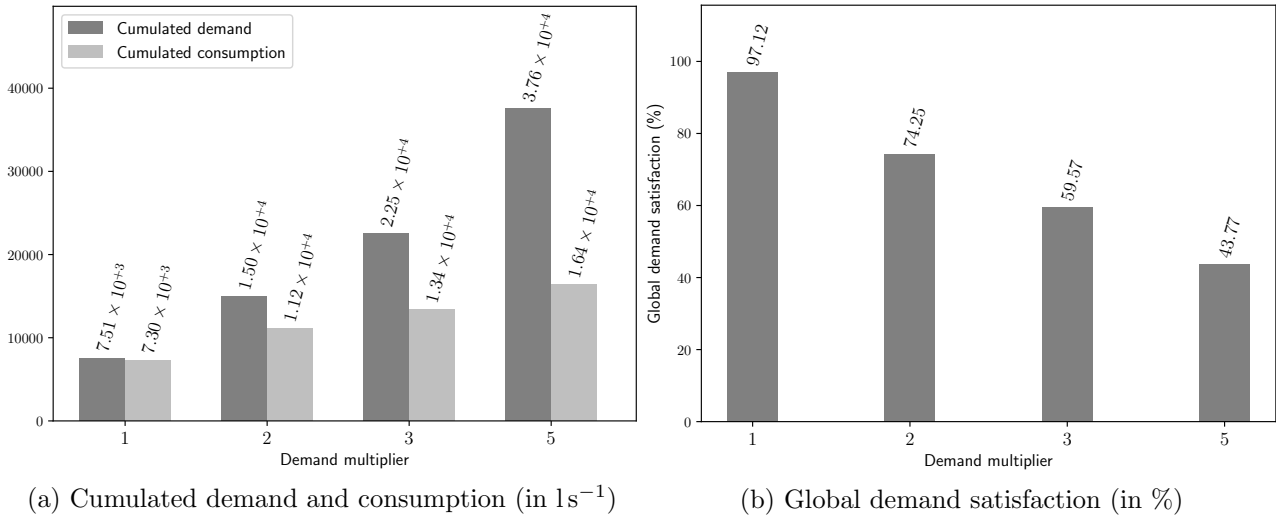 Cumulated demand
Cumulated consumption
40000
30000
20000
10000
0
7.51 × 10⁺³
7.30 × 10⁺³
1.50 × 10⁺⁴
1.12 × 10⁺⁴
2.25 × 10⁺⁴
1.34 × 10⁺⁴
3.76 × 10⁺⁴
1.64 × 10⁺⁴
1 2 3 5
Demand multiplier
(a) Cumulated demand and consumption (in l s⁻¹)
Global demand satisfaction (%)
100
80
60
40
20
0
97.12
74.25
59.57
43.77
1 2 3 5
Demand multiplier
(b) Global demand satisfaction (in %)